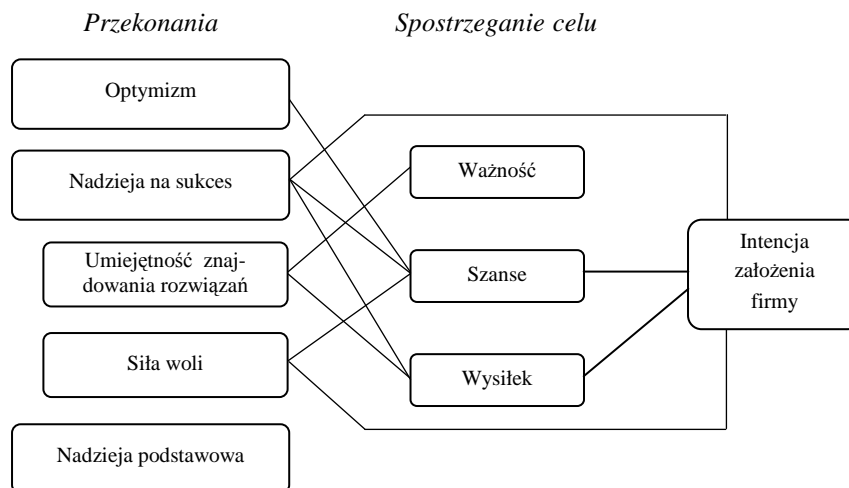 Przekonania
Spostrzeganie celu
Optymizm
Nadzieja na sukces
Umiejętność znaj-
dowania rozwiązań
Siła woli
Nadzieja podstawowa
Ważność
Szanse
Wysiłek
Intencja
założenia
firmy